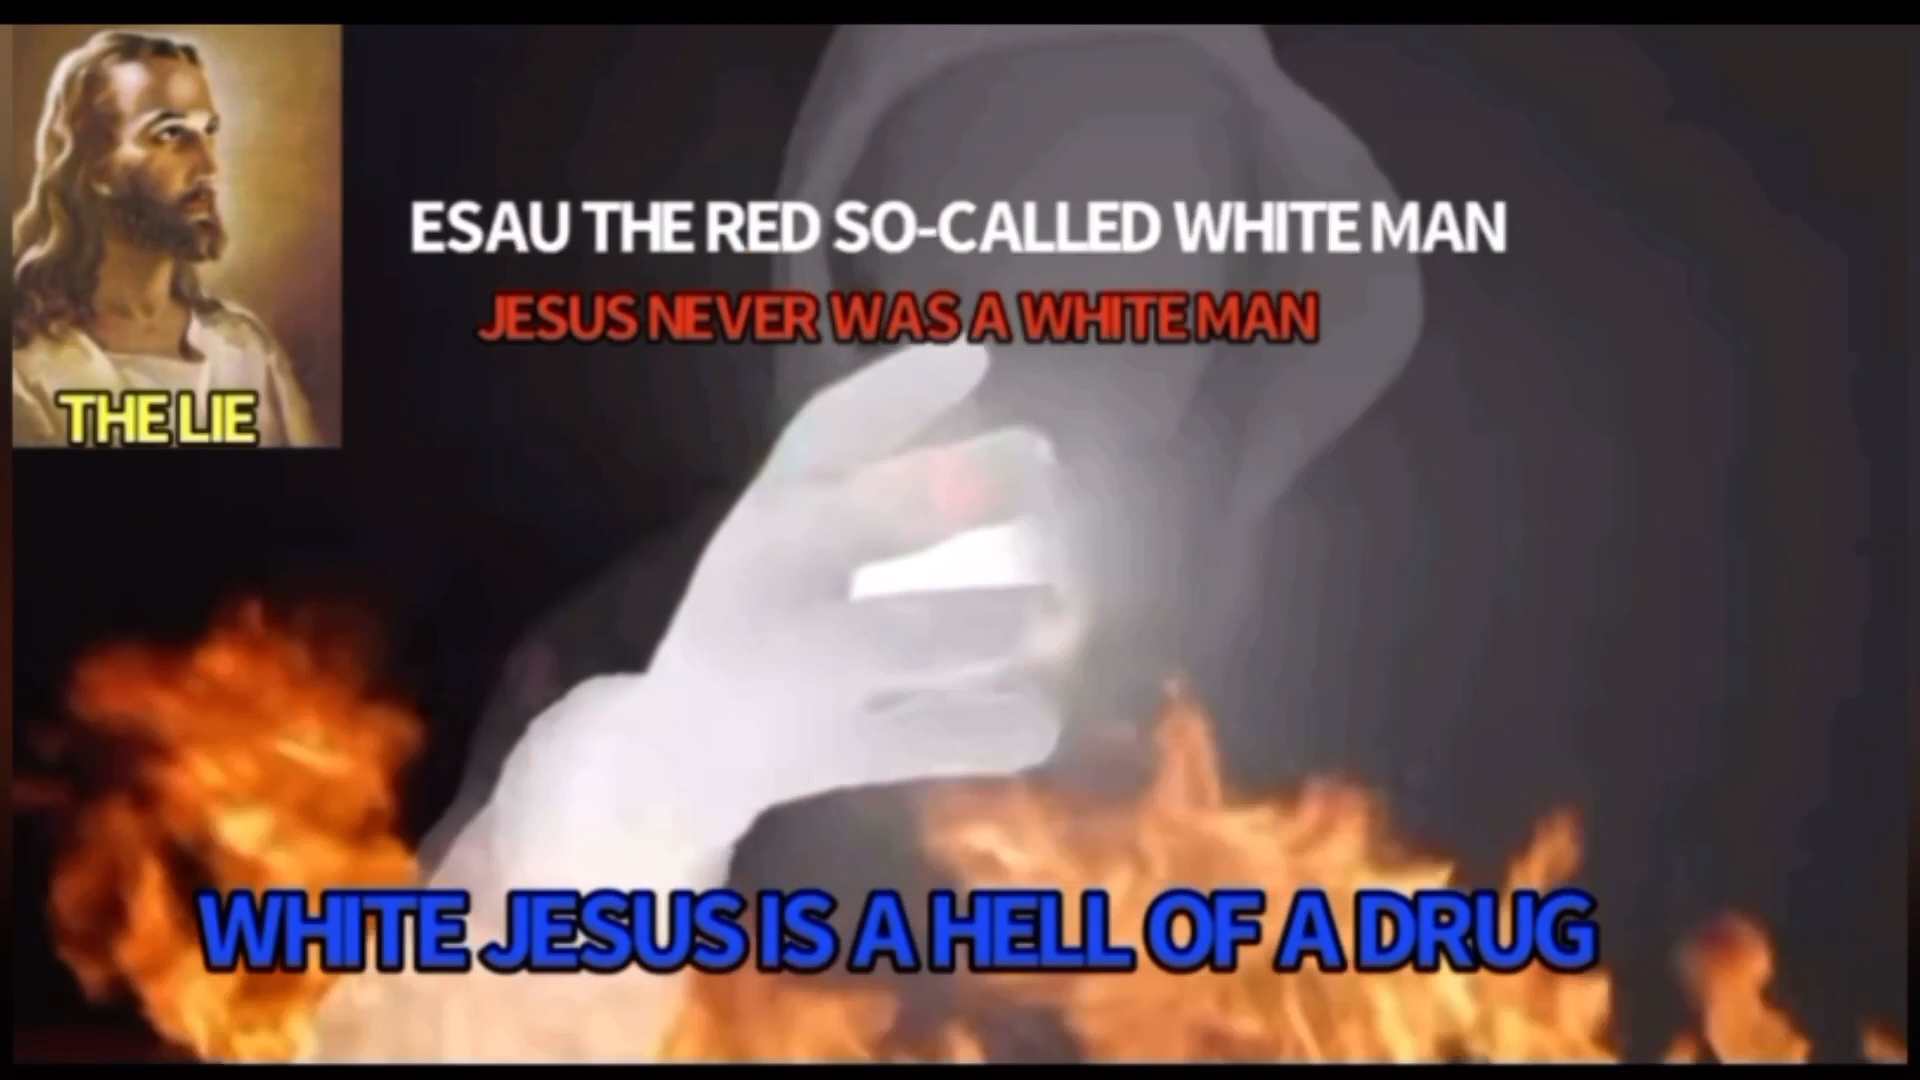 ESAU THE RED SO-CALLED WHITE MAN
JESUS NEVER WAS A WHITE MAN
THE LIE
WHITE JESUS IS A HELL OF A DRUG